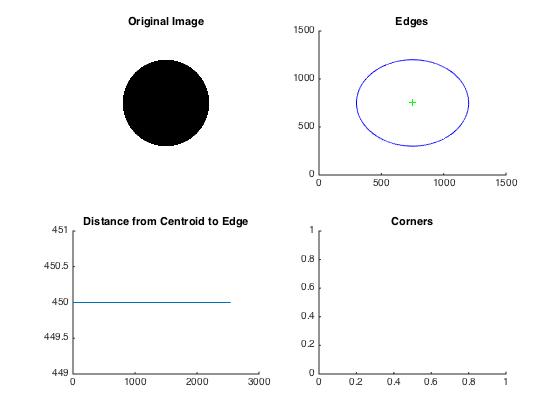 Original Image
Edges
1500
1000
500
0
0 500 1000 1500
Distance from Centroid to Edge
451
450.5
450
449.5
449
0 1000 2000 3000
Corners
1
0.8
0.6
0.4
0.2
0
0 0.2 0.4 0.6 0.8 1